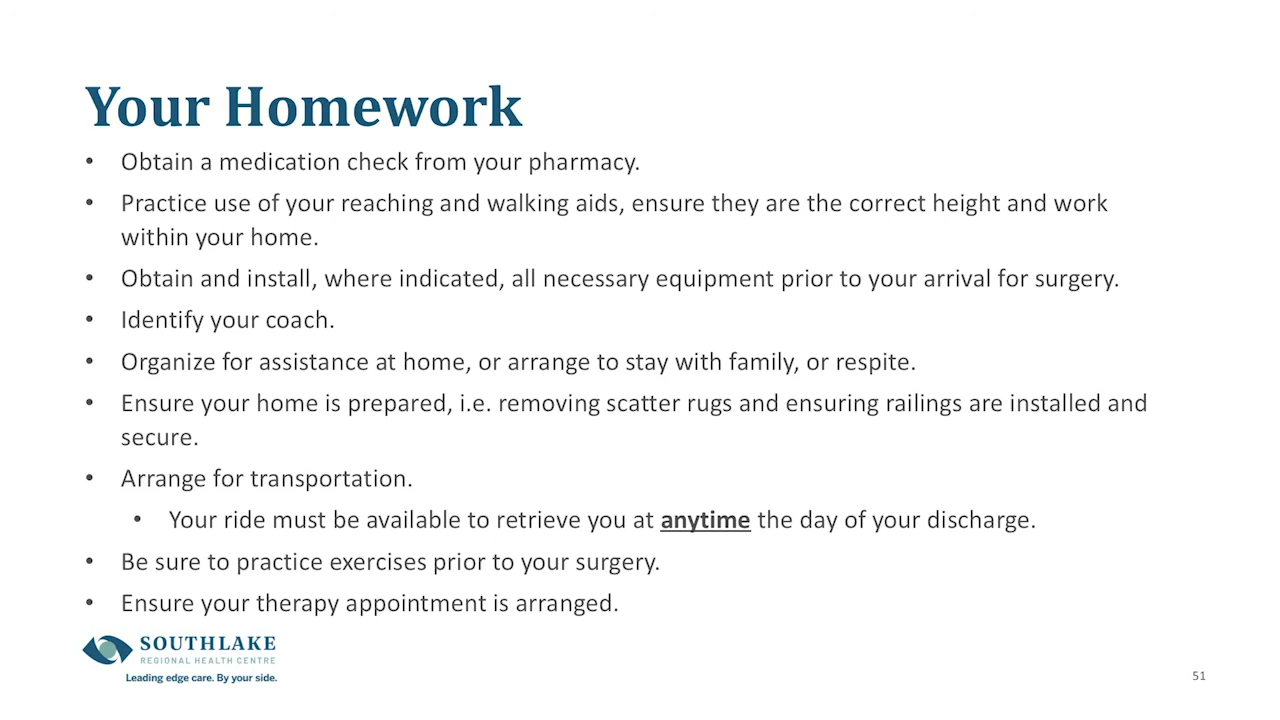 Your Homework
• Obtain a medication check from your pharmacy.
• Practice use of your reaching and walking aids, ensure they are the correct height and work
within your home.
• Obtain and install, where indicated, all necessary equipment prior to your arrival for surgery.
• Identify your coach.
• Organize for assistance at home, or arrange to stay with family, or respite.
• Ensure your home is prepared, i.e. removing scatter rugs and ensuring railings are installed and
secure.
• Arrange for transportation.
• Your ride must be available to retrieve you at anytime the day of your discharge.
• Be sure to practice exercises prior to your surgery.
• Ensure your therapy appointment is arranged.
SOUTHLAKE
REGIONAL HEALTH CENTRE
Leading edge care. By your side.
51